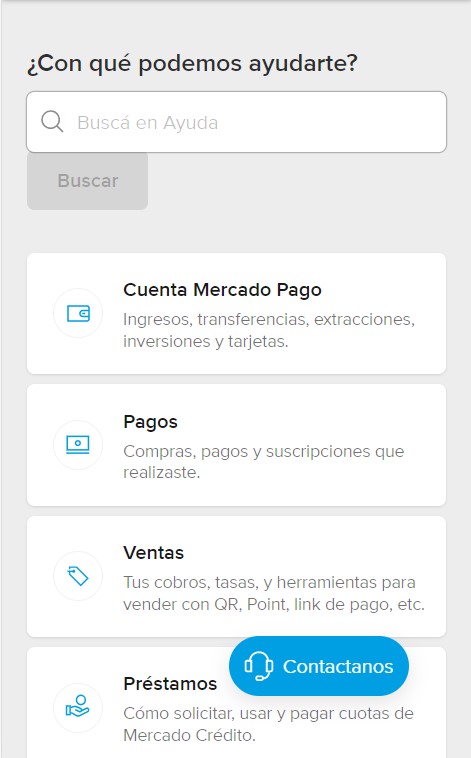 ¿Con qué podemos ayudarte?
Buscá en Ayuda
Buscar
Cuenta Mercado Pago
Ingresos, transferencias, extracciones,
inversiones y tarjetas.
Pagos
Compras, pagos y suscripciones que
realizaste.
Ventas
Tus cobros, tasas, y herramientas para
vender con QR, Point, link de pago, etc.
Contactanos
Préstamos
Cómo solicitar, usar y pagar cuotas de
Mercado Crédito.